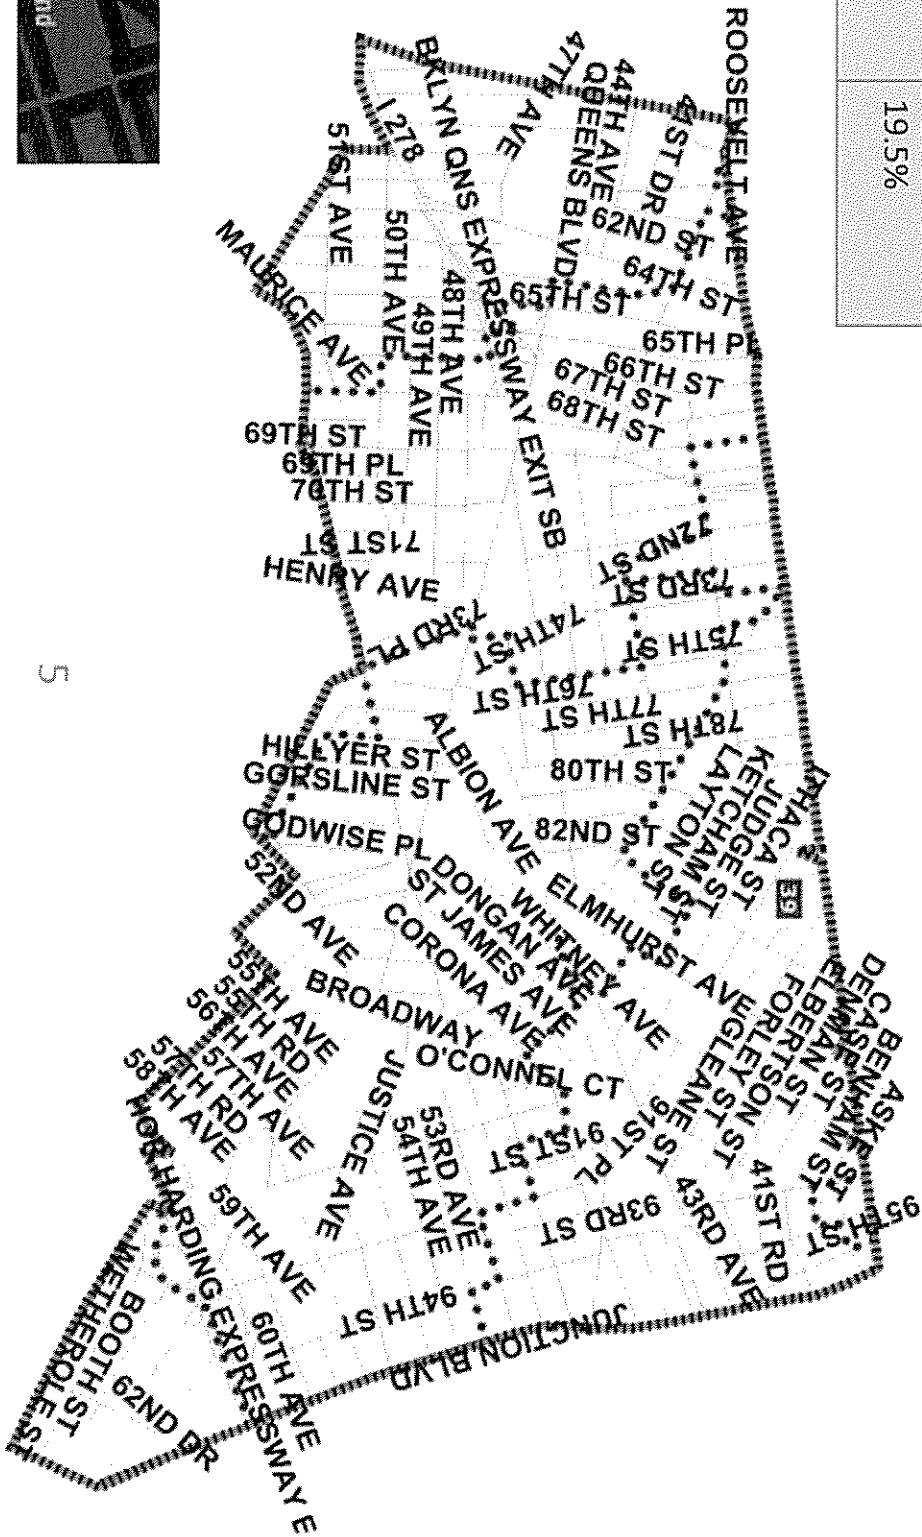 19.5%
ROOSEVELT AVE
41ST DR
44TH AVE
QUEENS BLVD
47TH AVE
BKLYN QNS EXPRESSWAY EXIT SB
I 278
51ST AVE
50TH AVE
49TH AVE
48TH AVE
MAURICE AVE
62ND ST
64TH ST
65TH ST
65TH PL
66TH ST
67TH ST
68TH ST
69TH ST
69TH PL
70TH ST
71ST ST
HENRY AVE
72ND ST
73RD ST
73RD PL
74TH ST
75TH ST
76TH ST
77TH ST
78TH ST
80TH ST
82ND ST
HILLYER ST
GORSLINE ST
GODWISE PL
ALBION AVE
ITHACA ST
JUDGE ST
KETCHAM ST
LAYTON ST
E39
ELMHURST AVE
WHITNEY AVE
DONGAN AVE
ST JAMES AVE
CORONA AVE
52ND AVE
BROADWAY
O'CONNEL CT
55TH AVE
55TH RD
56TH AVE
57TH AVE
57TH RD
58TH AVE
59TH AVE
60TH AVE
JUSTICE AVE
53RD AVE
54TH AVE
91ST ST
91ST PL
93RD ST
94TH ST
95TH ST
41ST RD
43RD AVE
GLEANE ST
FORLEY ST
ELBERTSON ST
DENMAN ST
CASE ST
BENHAM ST
JUNCTION BLVD
HOR HARDING EXPRESSWAY E
BOOTH ST
WETHEROLE ST
62ND DR
5